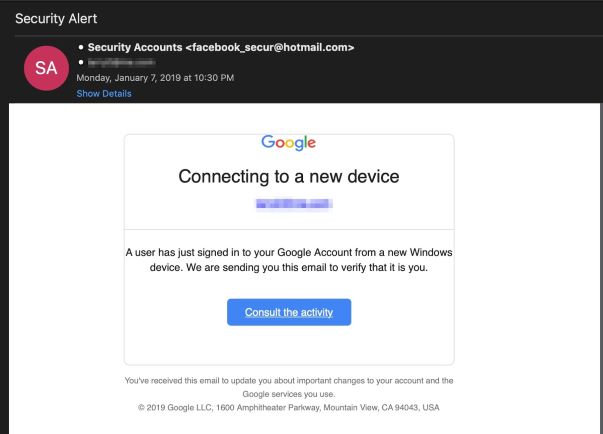 Security Alert
SA
• Security Accounts <facebook_secur@hotmail.com>
Monday, January 7, 2019 at 10:30 PM
Show Details
Google
Connecting to a new device
A user has just signed in to your Google Account from a new Windows
device. We are sending you this email to verify that it is you.
Consult the activity
You've received this email to update you about important changes to your account and the
Google services you use.
© 2019 Google LLC, 1600 Amphitheater Parkway, Mountain View, CA 94043, USA